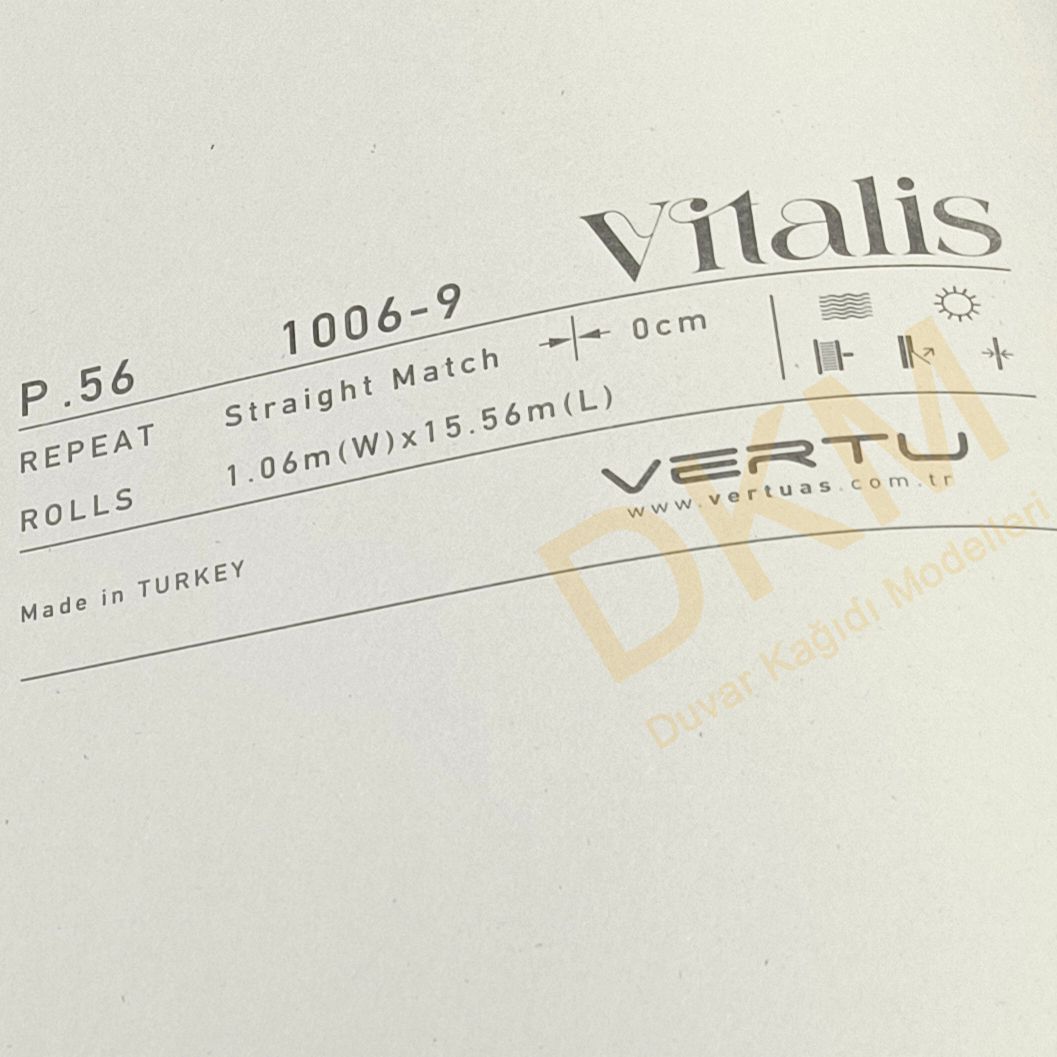 Vitalis
P.56 1006-9
REPEAT Straight Match 0cm
ROLLS 1.06m(W)x15.56m(L)
VERTU
www.vertuas.com.tr
Made in TURKEY
DKM
Duvar Kağıdı Modelleri